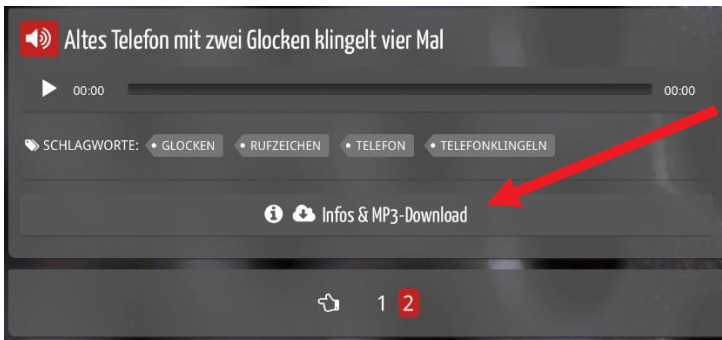 Altes Telefon mit zwei Glocken klingelt vier Mal
00:00 00:00
SCHLAGWORTE: • GLOCKEN • RUFZEICHEN • TELEFON • TELEFONKLINGELN
Infos & MP3-Download
1 2